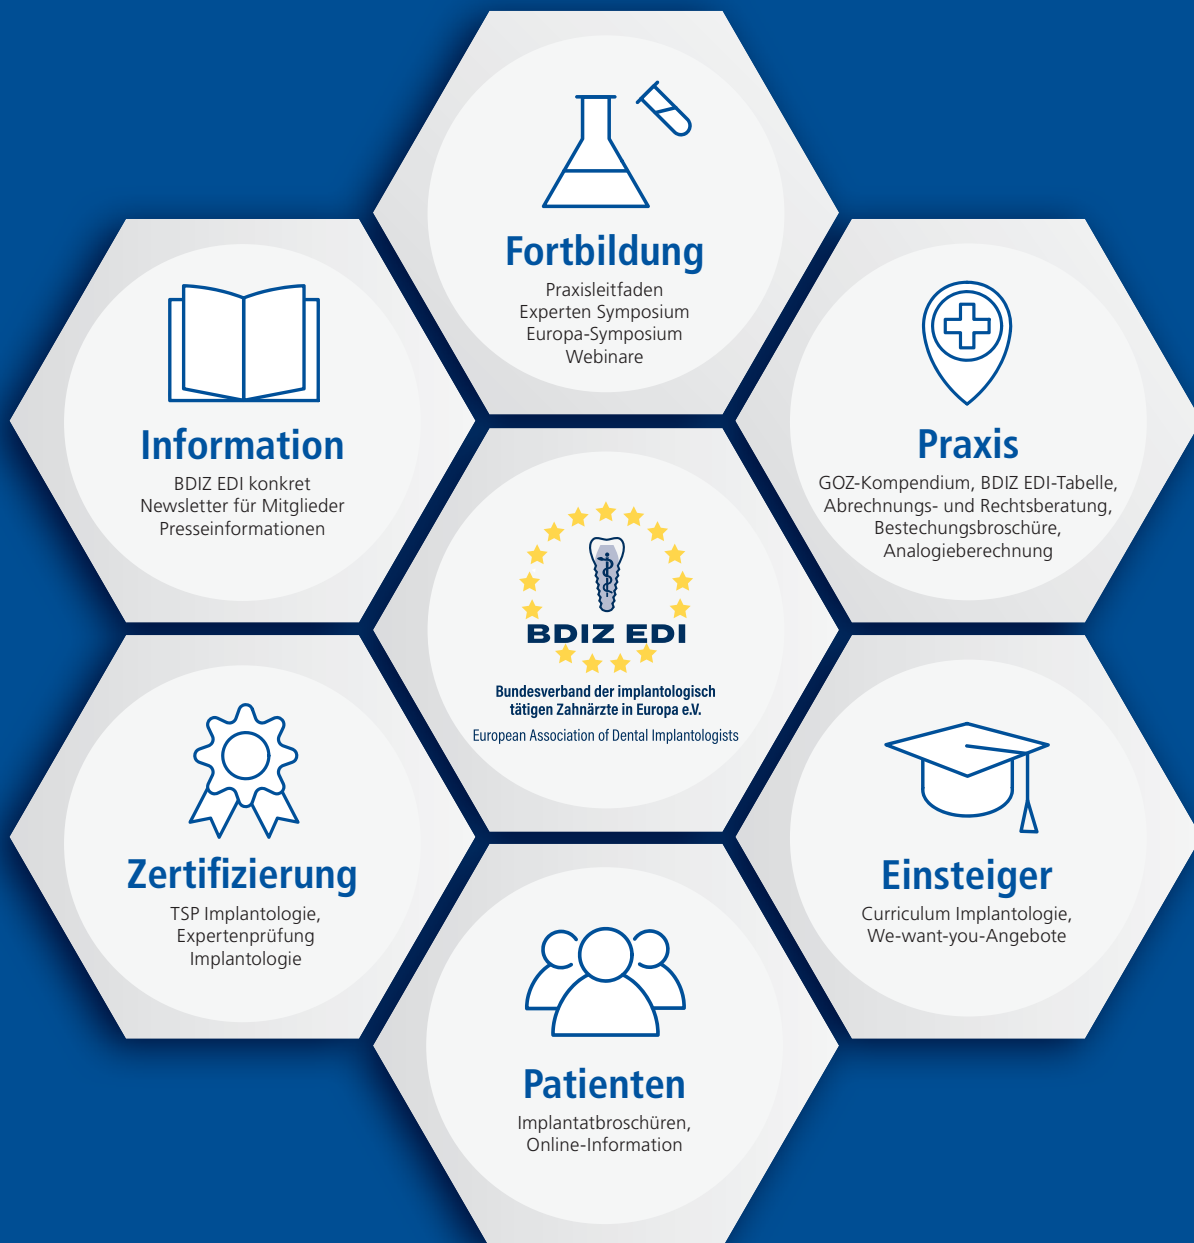 Fortbildung
Praxisleitfaden
Experten Symposium
Europa-Symposium
Webinare
Information
BDIZ EDI konkret
Newsletter für Mitglieder
Presseinformationen
Praxis
GOZ-Kompendium, BDIZ EDI-Tabelle,
Abrechnungs- und Rechtsberatung,
Bestechungsbroschüre,
Analogieberechnung
BDIZ EDI
Bundesverband der implantologisch
tätigen Zahnärzte in Europa e.V.
European Association of Dental Implantologists
Zertifizierung
TSP Implantologie,
Expertenprüfung
Implantologie
Einsteiger
Curriculum Implantologie,
We-want-you-Angebote
Patienten
Implantatbroschüren,
Online-Information